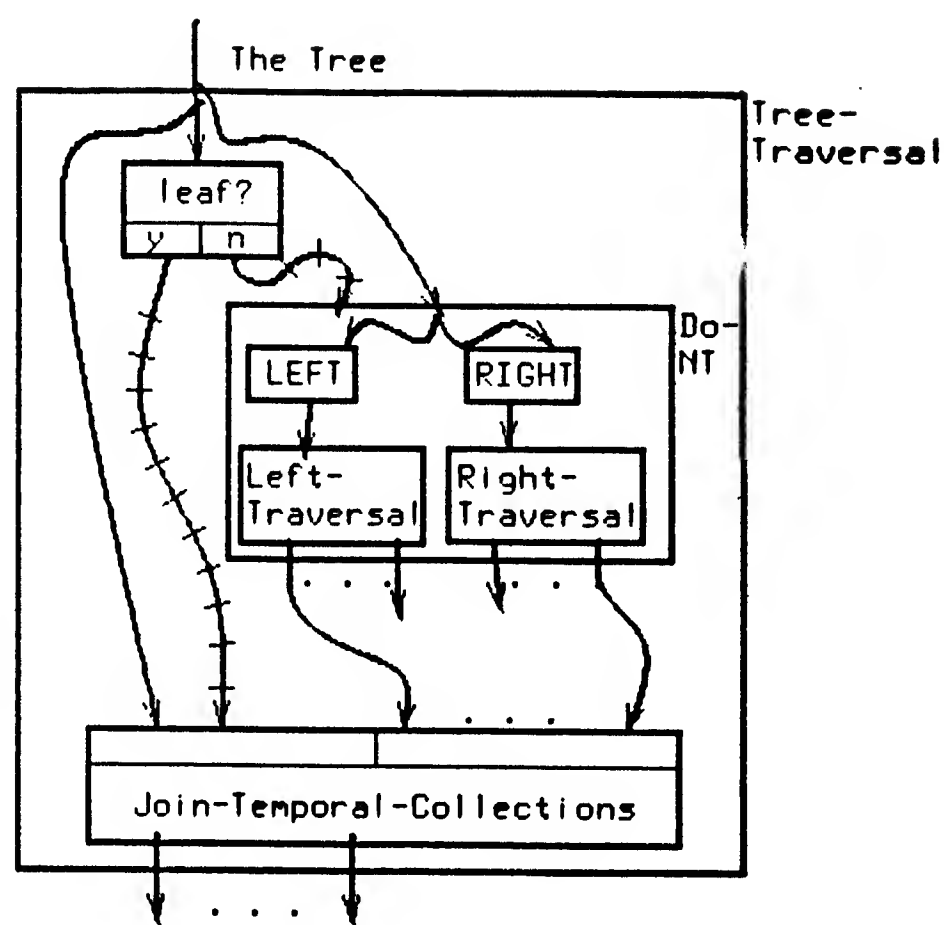 The Tree
Tree-
Traversal
leaf?
y n
Do-
NT
LEFT RIGHT
Left-
Traversal
Right-
Traversal
. . . . . .
. . .
Join-Temporal-Collections
. . .